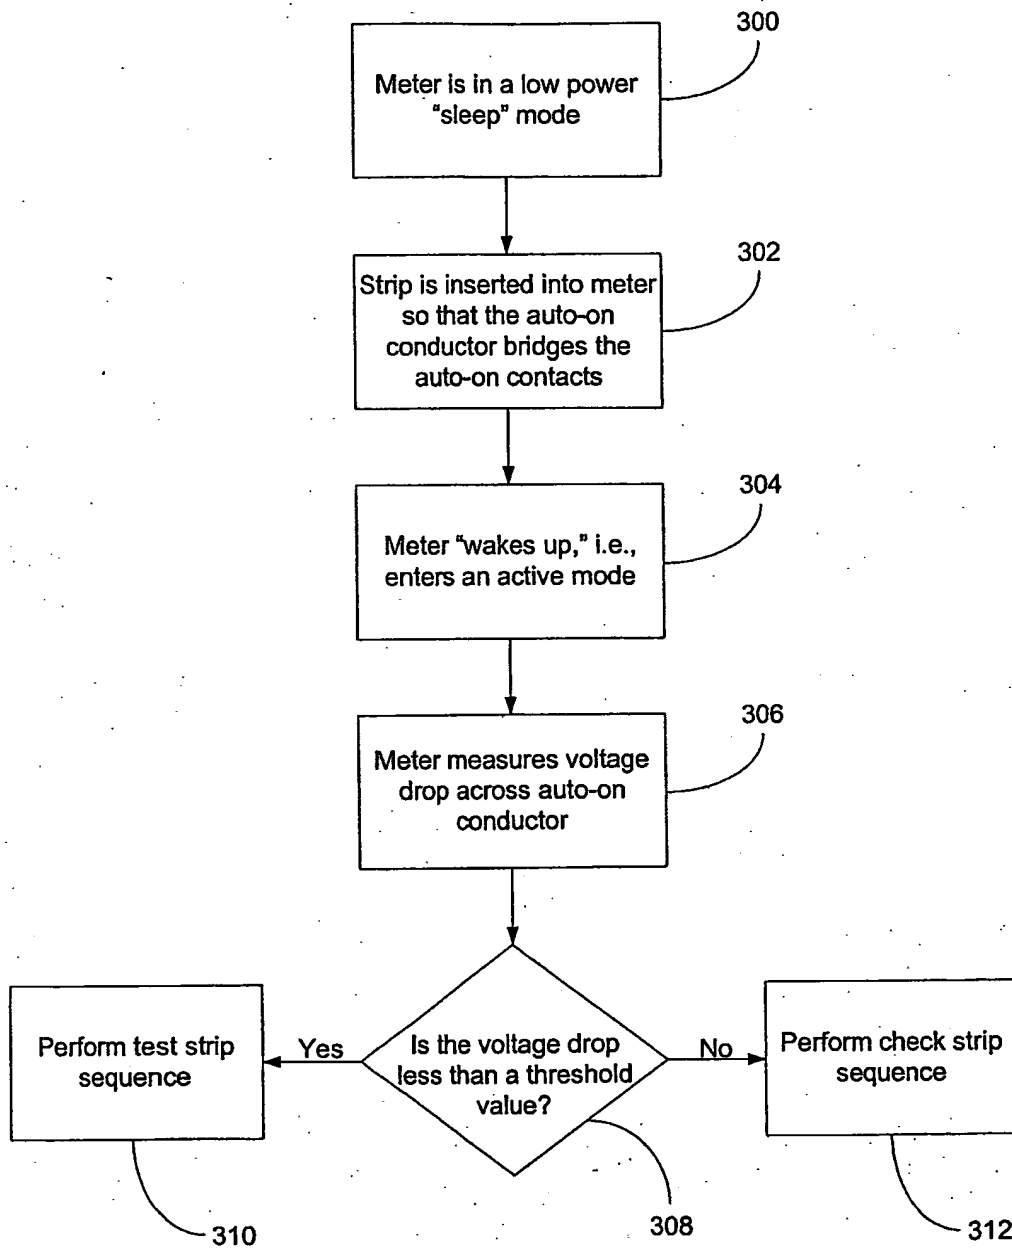 300
Meter is in a low power
"sleep" mode
302
Strip is inserted into meter
so that the auto-on
conductor bridges the
auto-on contacts
304
Meter "wakes up," i.e.,
enters an active mode
306
Meter measures voltage
drop across auto-on
conductor
Perform test strip
sequence
Yes
Is the voltage drop
less than a threshold
value?
No
Perform check strip
sequence
310
308
312